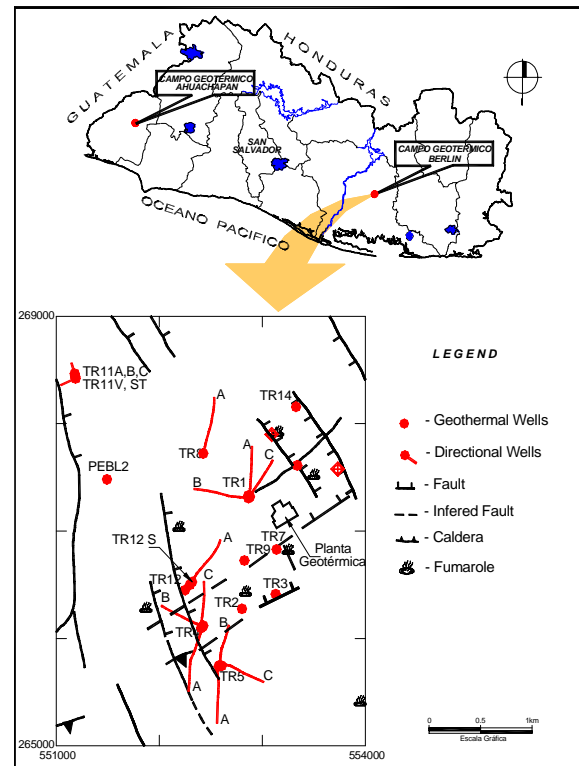 GUATEMALA
HONDURAS
CAMPO GEOTÉRMICO
AHUACHAPAN
SAN
SALVADOR
CAMPO GEOTERMICO
BERLIN
OCEANO PACIFICO
269000
TR11A,B,C
TR11V, ST
A
TR14
PEBL2
TR8
A
C
B
TR1
TR12 S
A
TR7
TR9
Planta
Geotérmica
TR12
C
B
TR3
TR2
TR4
B
TR5
C
A
A
265000
551000
554000
LEGEND
- Geothermal Wells
- Directional Wells
- Fault
- Infered Fault
- Caldera
- Fumarole
0
0.5
1km
Escala Gráfica